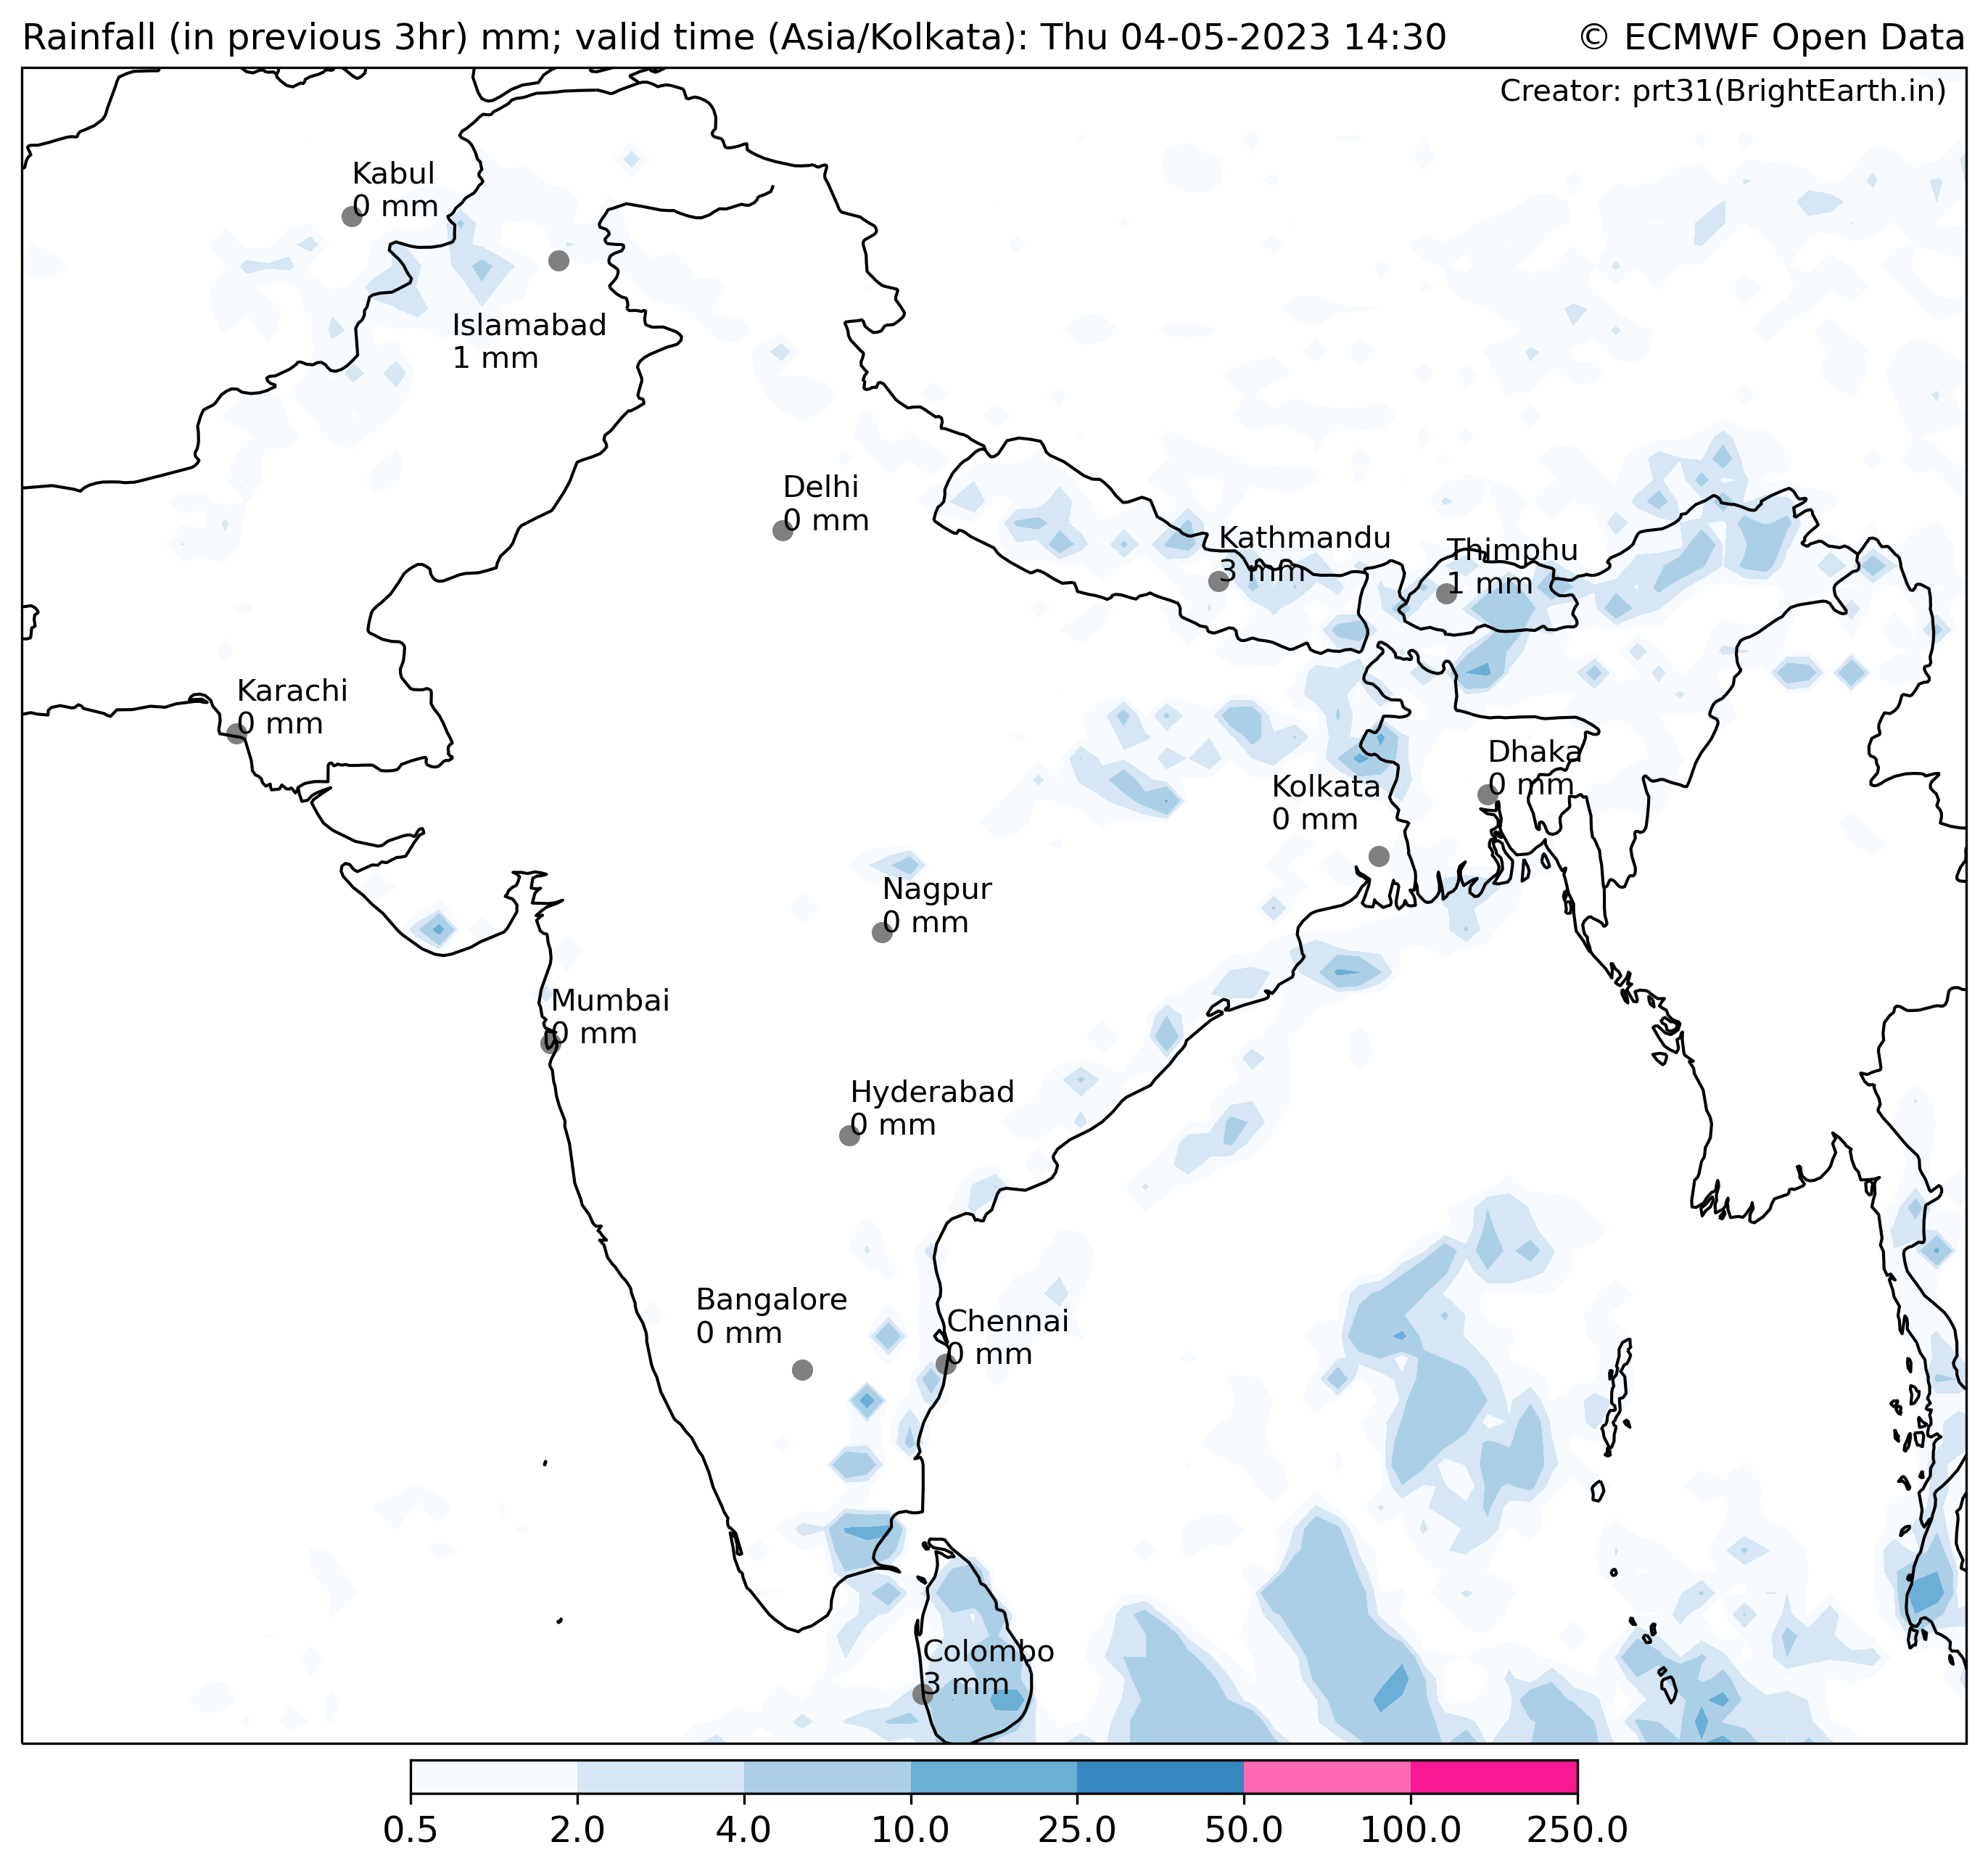 Rainfall (in previous 3hr) mm; valid time (Asia/Kolkata): Thu 04-05-2023 14:30
© ECMWF Open Data
Creator: prt31(BrightEarth.in)
Kabul
0 mm
Islamabad
1 mm
Delhi
0 mm
Kathmandu
3 mm
Thimphu
1 mm
Karachi
0 mm
Dhaka
0 mm
Kolkata
0 mm
Nagpur
0 mm
Mumbai
0 mm
Hyderabad
0 mm
Bangalore
0 mm
Chennai
0 mm
Colombo
3 mm
0.5 2.0 4.0 10.0 25.0 50.0 100.0 250.0